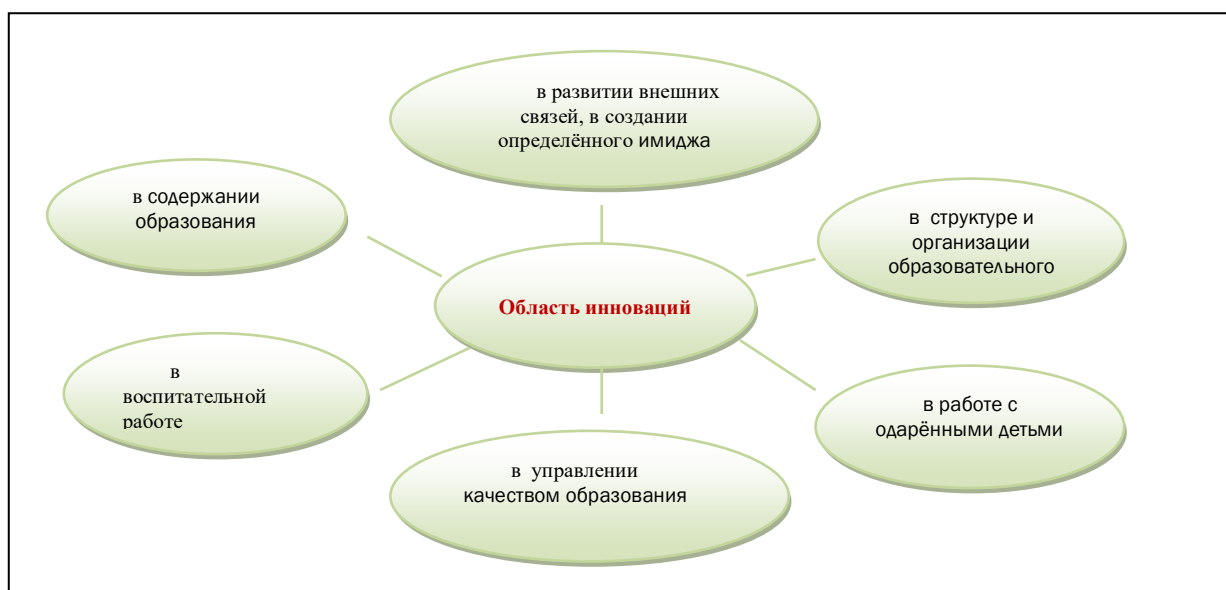 в развитии внешних
связей, в создании
определённого имиджа
в содержании
образования
в структуре и
организации
образовательного
Область инноваций
в
воспитательной
работе
в работе с
одарёнными детьми
в управлении
качеством образования